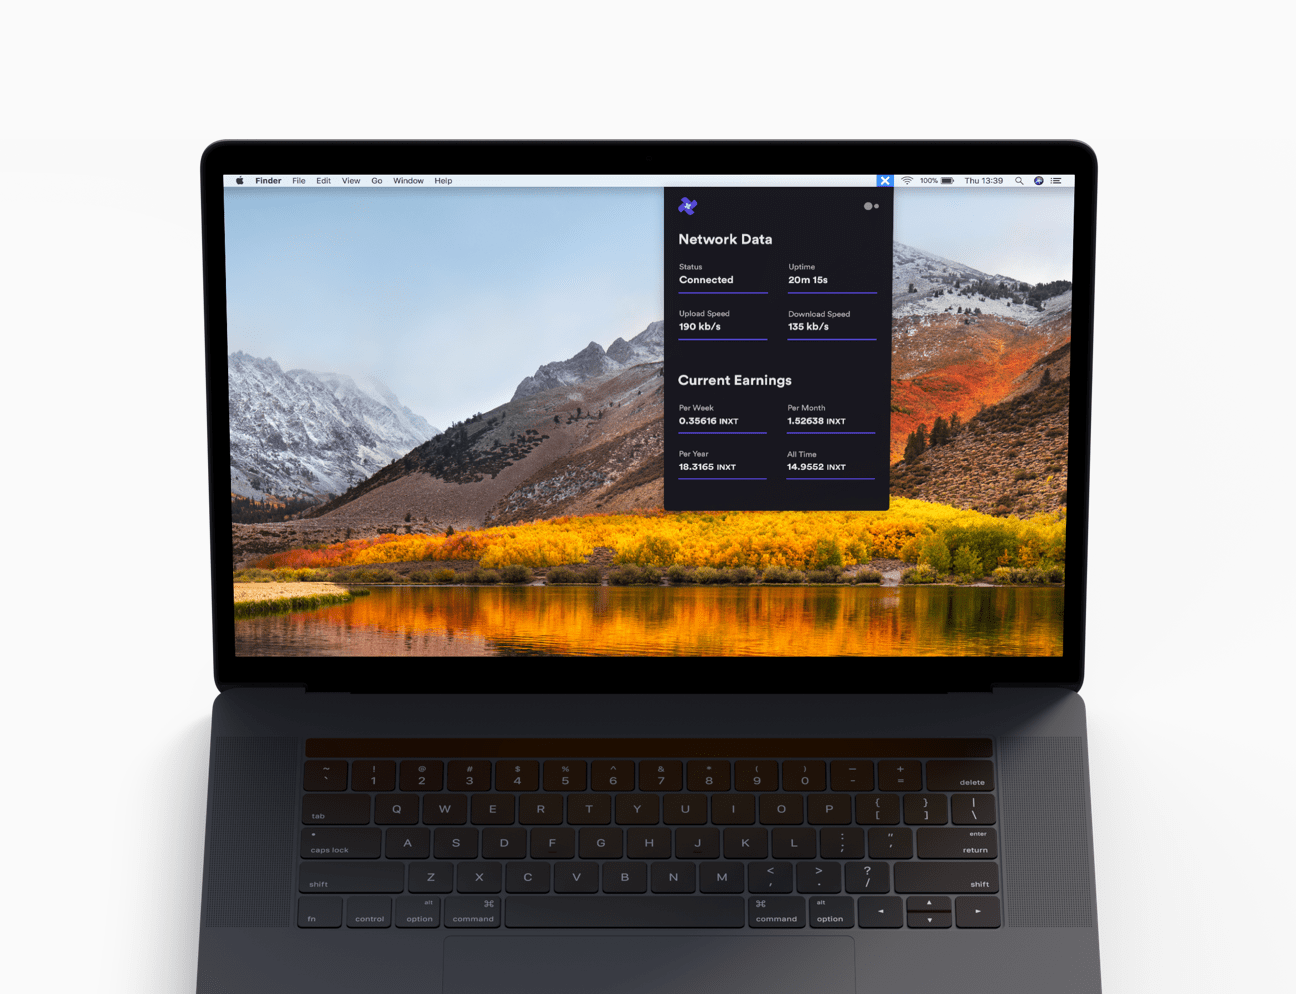 Finder File Edit View Go Window Help 100% Thu 13:39
Network Data
Status Uptime
Connected 20m 15s
Upload Speed Download Speed
190 kb/s 135 kb/s
Current Earnings
Per Week Per Month
0.35616 INXT 1.52638 INXT
Per Year All Time
18.3165 INXT 14.9552 INXT
~ ! @ # $ % ^ & * ( ) — +
` 1 2 3 4 5 6 7 8 9 0 - = delete
tab Q W E R T Y U I O P { [ } ] | \
caps lock A S D F G H J K L : ; " ' enter return
shift Z X C V B N M < , > . ? / shift
fn control alt option ⌘ command ⌘ command alt option ◄ ▲ ▼ ►